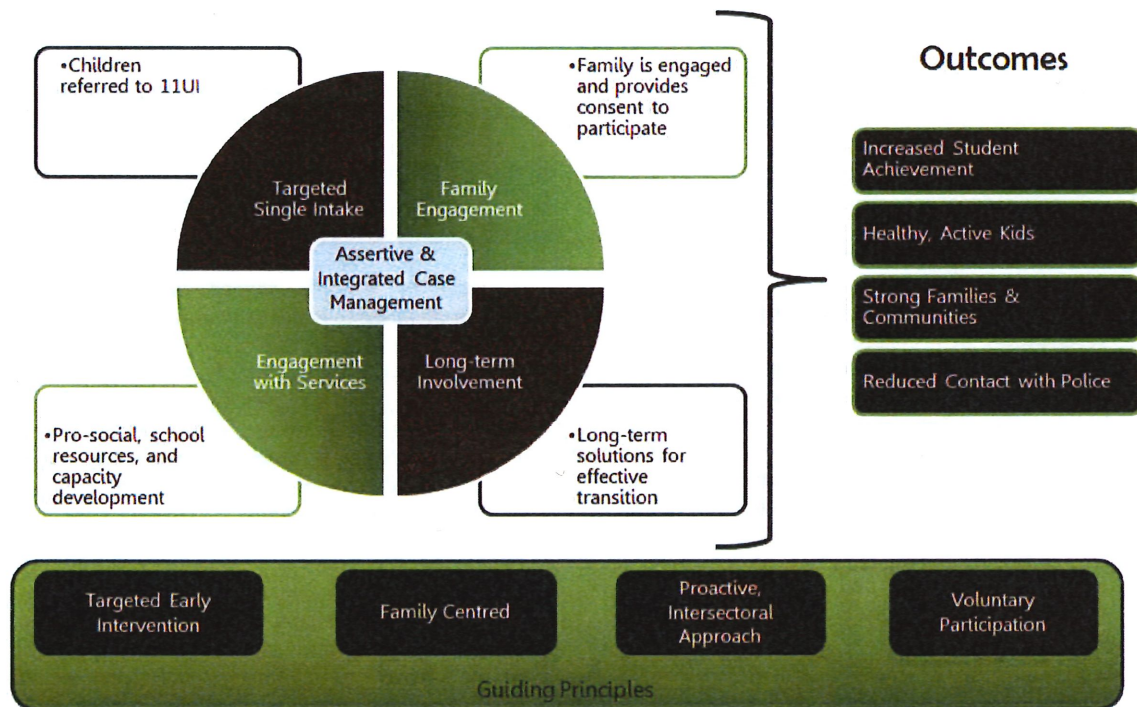 •Children
referred to 11UI
•Family is engaged
and provides
consent to
participate
Targeted
Single Intake
Family
Engagement
Assertive &
Integrated Case
Management
Engagement
with Services
Long-term
Involvement
•Pro-social, school
resources, and
capacity
development
•Long-term
solutions for
effective
transition
Outcomes
Increased Student
Achievement
Healthy, Active Kids
Strong Families &
Communities
Reduced Contact with Police
Targeted Early
Intervention
Family Centred
Proactive,
Intersectoral
Approach
Voluntary
Participation
Guiding Principles